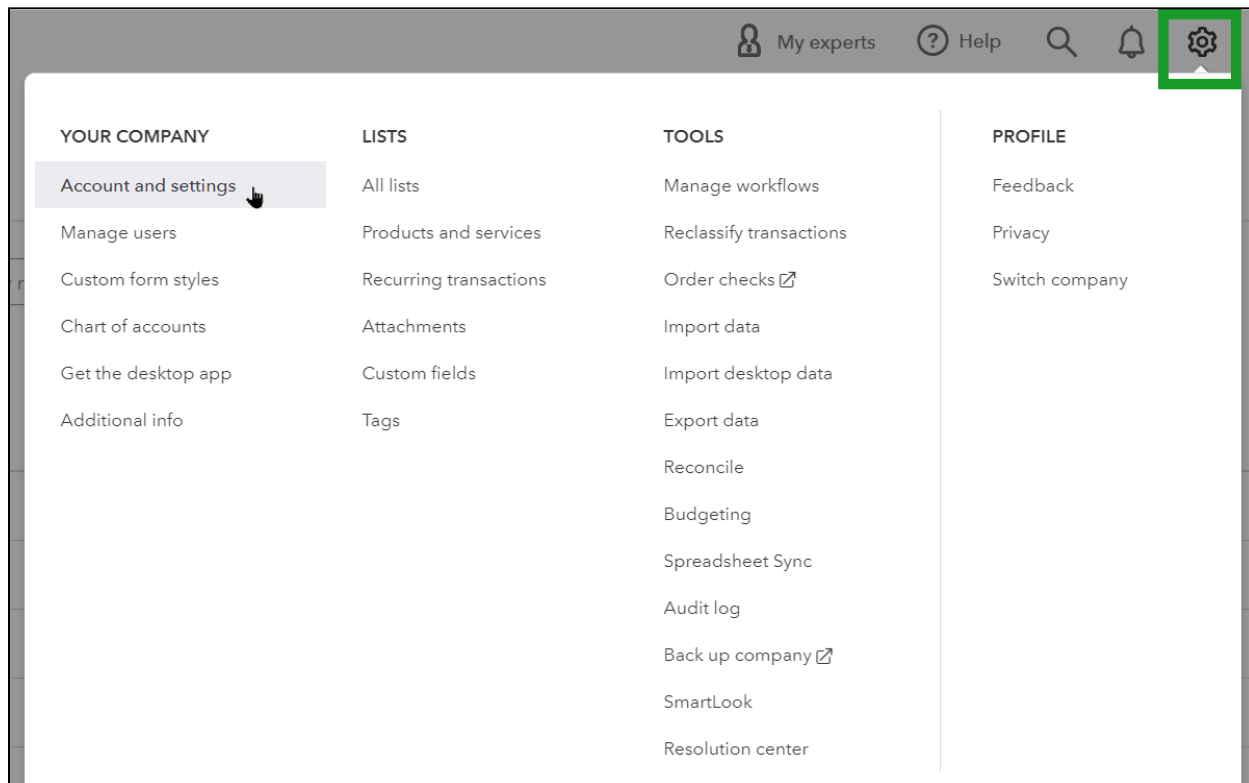 My experts
Help
YOUR COMPANY
Account and settings
Manage users
Custom form styles
Chart of accounts
Get the desktop app
Additional info
LISTS
All lists
Products and services
Recurring transactions
Attachments
Custom fields
Tags
TOOLS
Manage workflows
Reclassify transactions
Order checks
Import data
Import desktop data
Export data
Reconcile
Budgeting
Spreadsheet Sync
Audit log
Back up company
SmartLook
Resolution center
PROFILE
Feedback
Privacy
Switch company